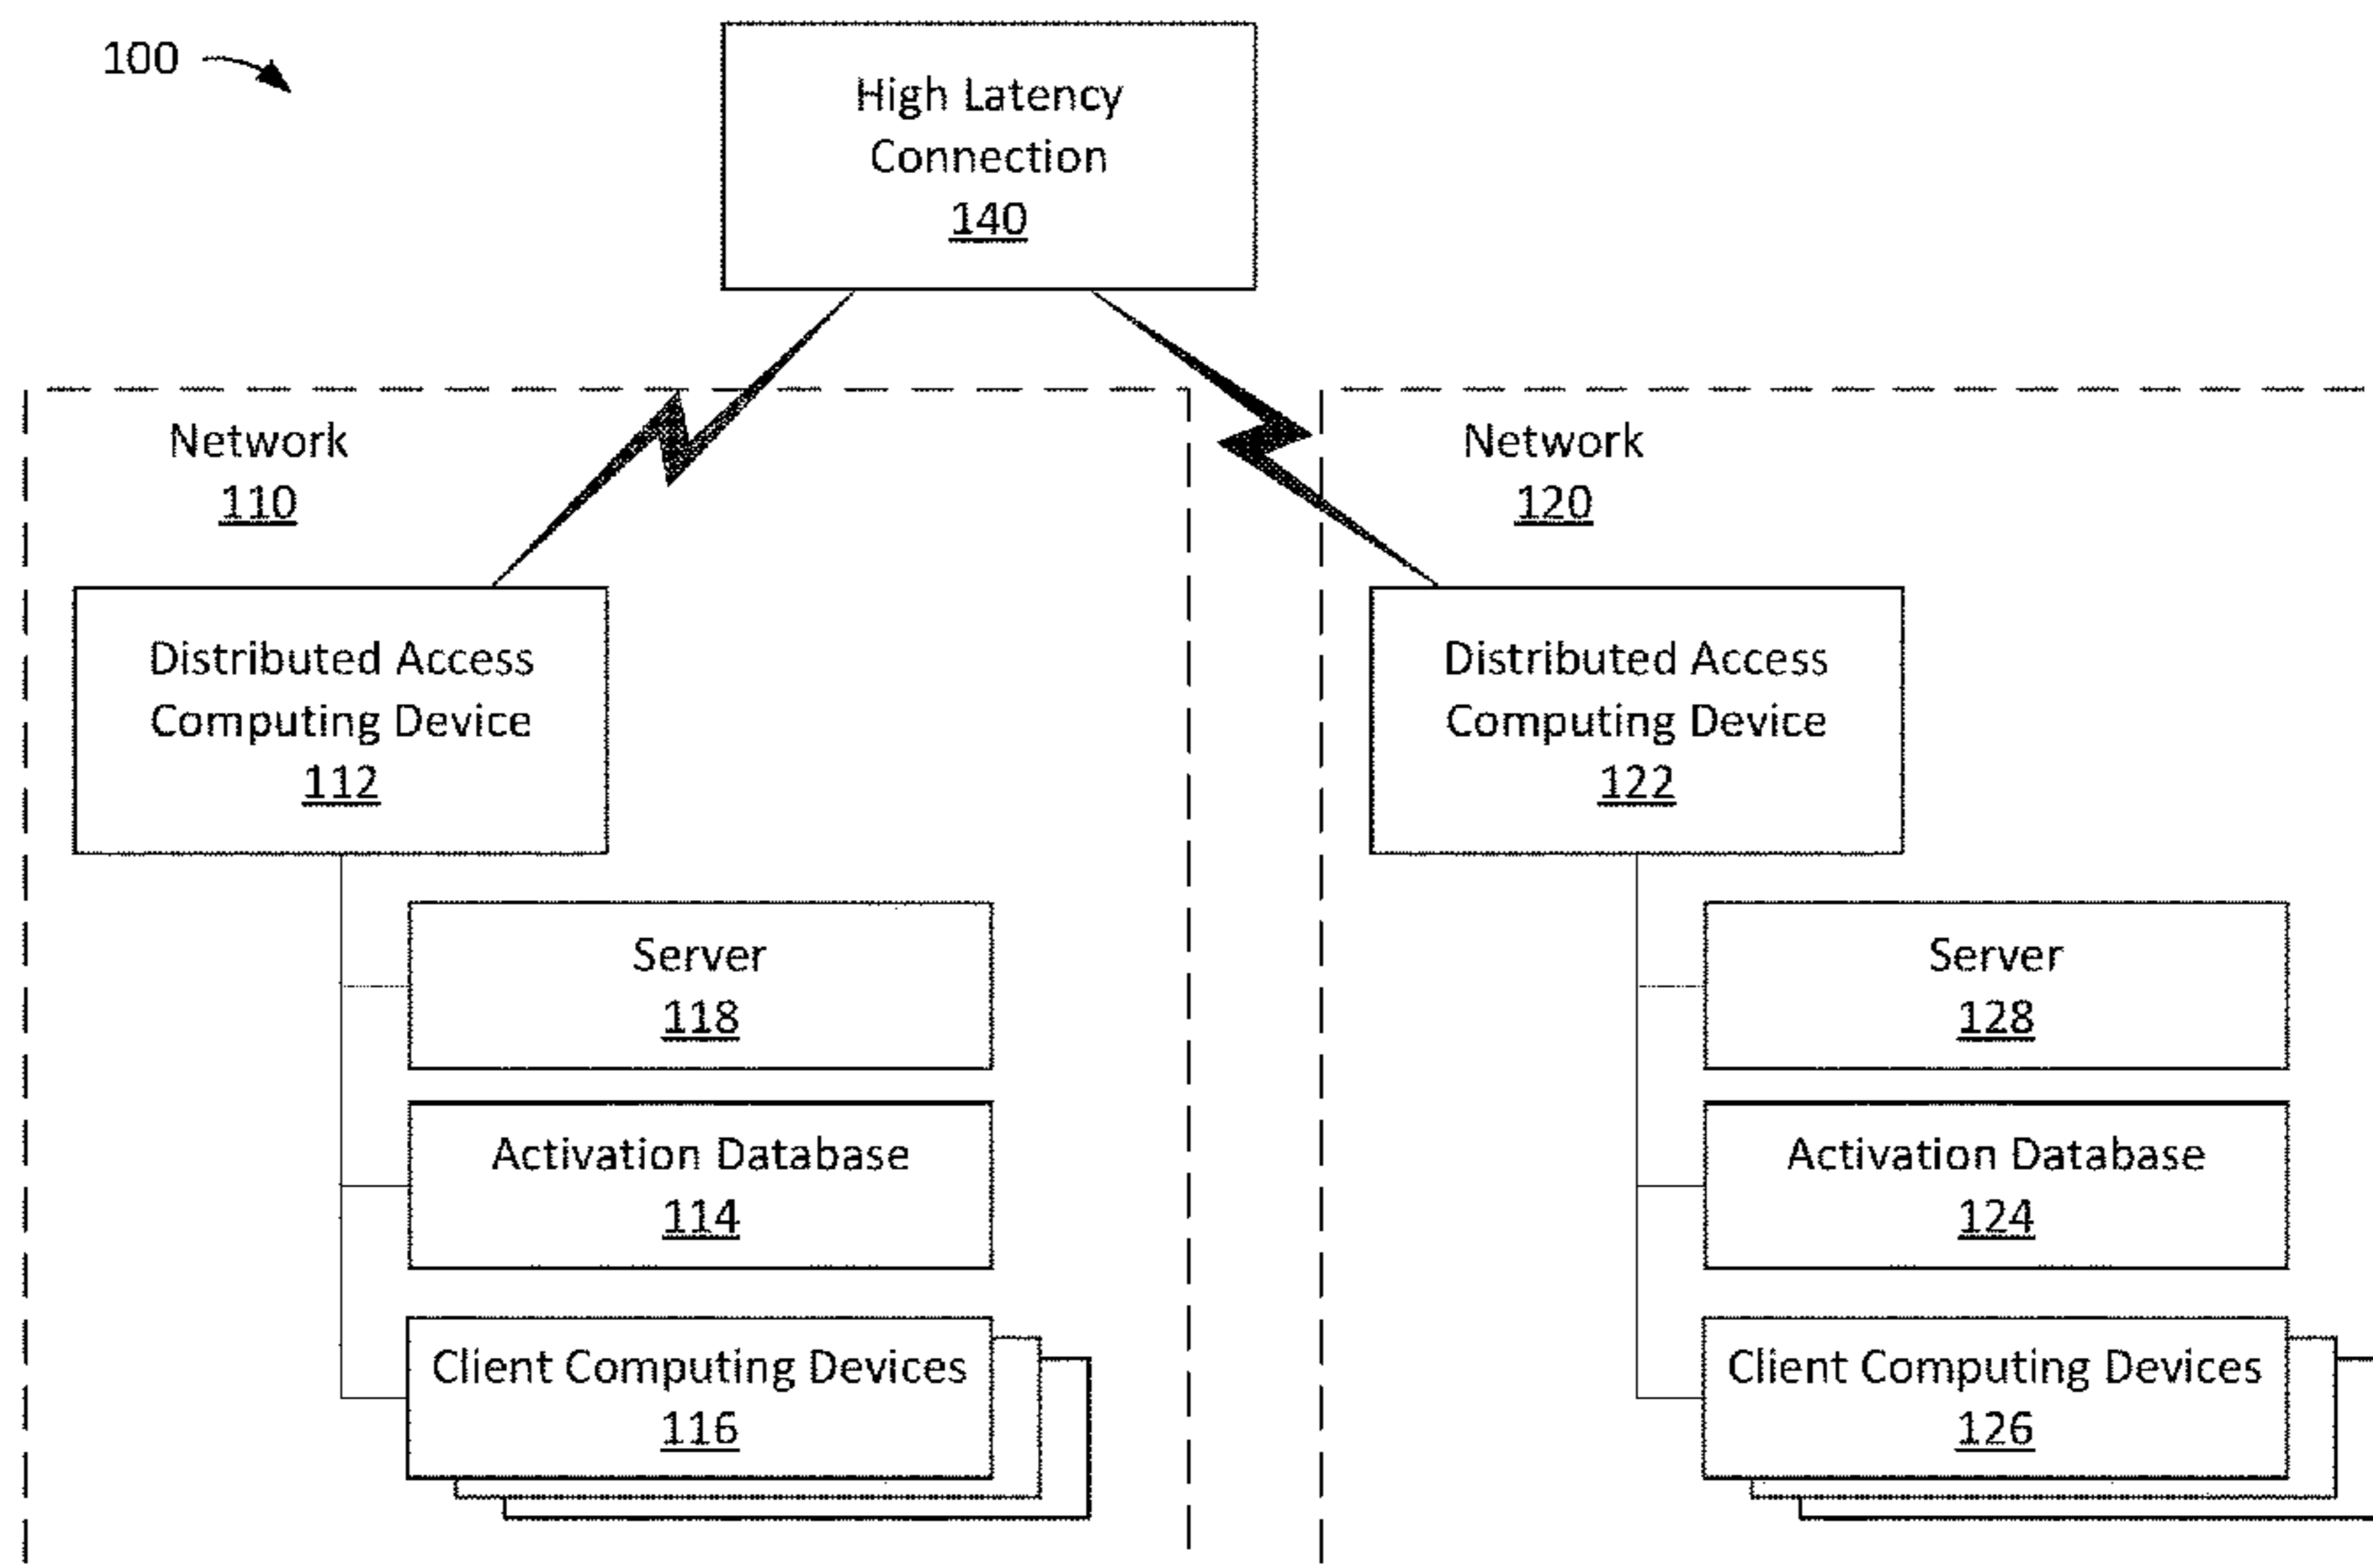 100
High Latency
Connection
140
Network
110
Distributed Access
Computing Device
112
Server
118
Activation Database
114
Client Computing Devices
116
Network
120
Distributed Access
Computing Device
122
Server
128
Activation Database
124
Client Computing Devices
126